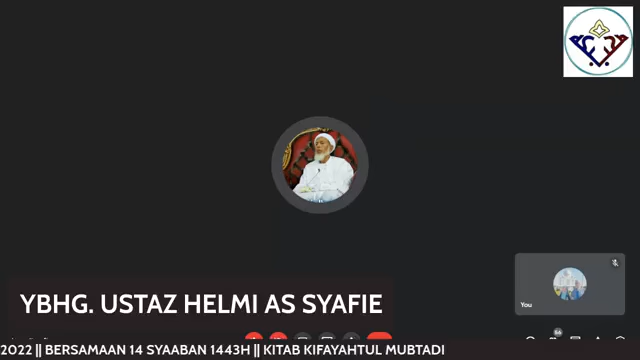 You
YBHG. USTAZ HELMI AS SYAFIE
2022 || BERSAMAAN 14 SYAABAN 1443H || KITAB KIFAYAHTUL MUBTADI